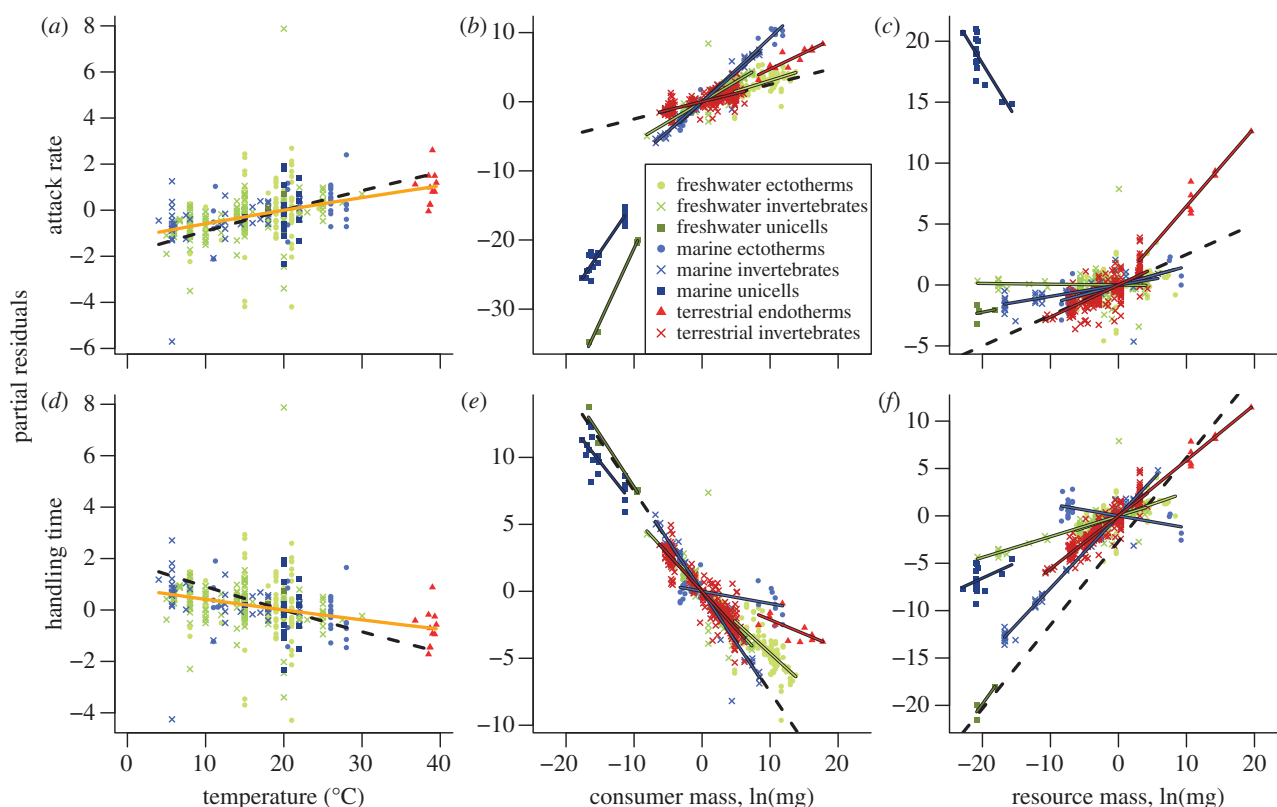 (a)
(b)
(c)
attack rate
8
6
4
2
0
−2
−4
−6
10
0
−10
−20
−30
20
15
10
5
0
−5
freshwater ectotherms
freshwater invertebrates
freshwater unicells
marine ectotherms
marine invertebrates
marine unicells
terrestrial endotherms
terrestrial invertebrates
partial residuals
(d)
(e)
(f)
handling time
8
6
4
2
0
−2
−4
10
5
0
−5
−10
10
5
0
−5
−10
−15
−20
0
10
20
30
40
−20
−10
0
10
20
−20
−10
0
10
20
temperature (°C)
consumer mass, ln(mg)
resource mass, ln(mg)